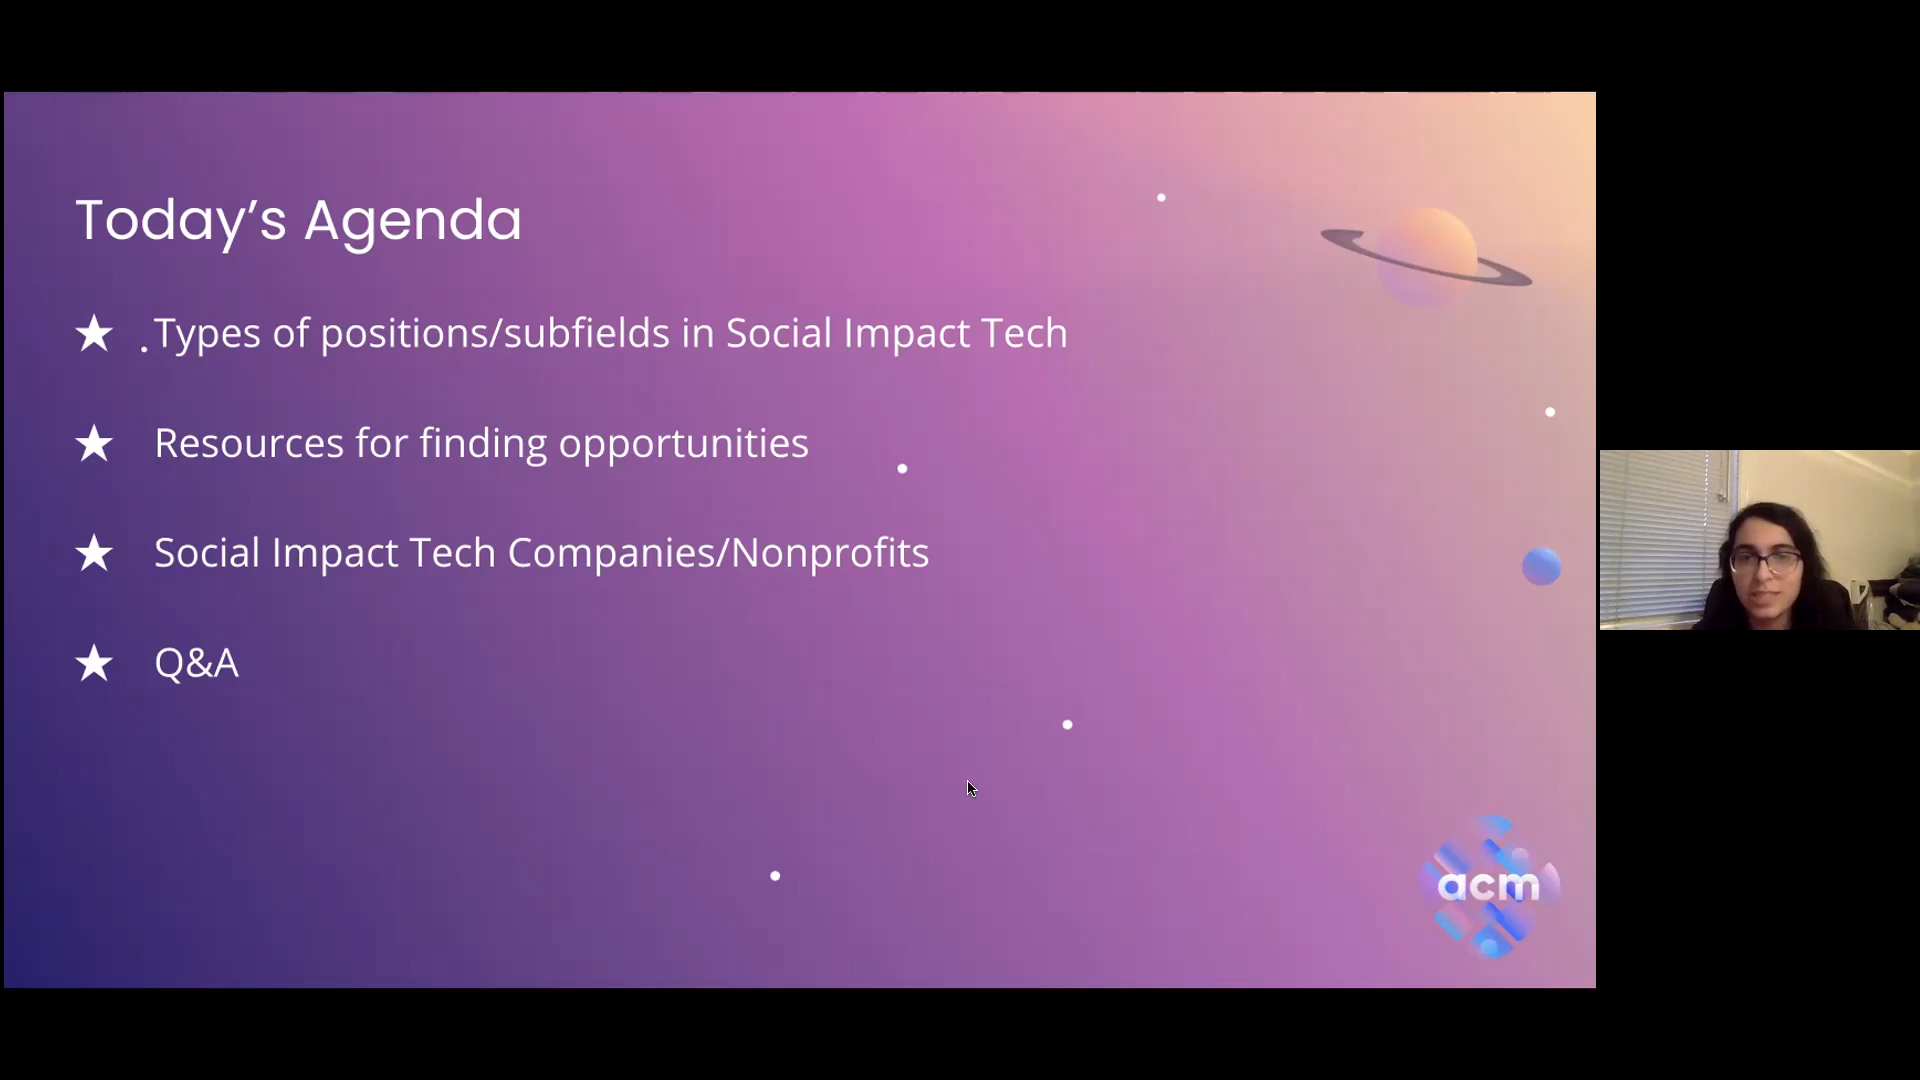 Today’s Agenda
★ Types of positions/subfields in Social Impact Tech
★ Resources for finding opportunities
★ Social Impact Tech Companies/Nonprofits
★ Q&A
acm